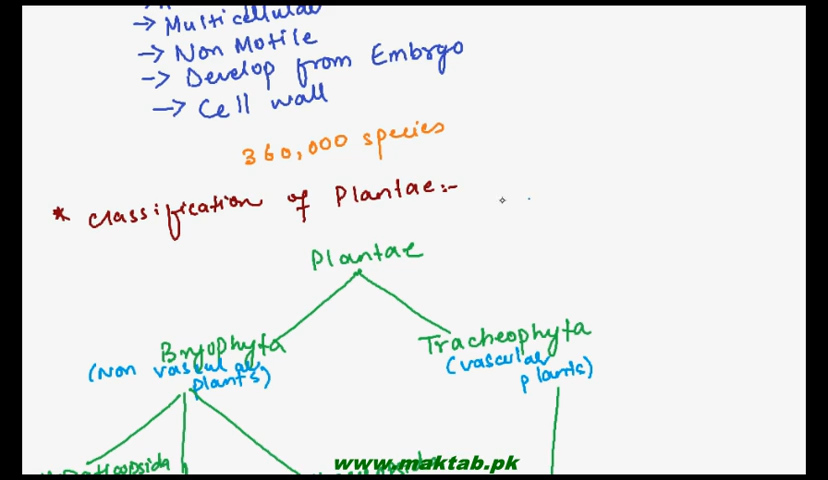 → Multicellular
→ Non Motile
→ Develop from Embryo
→ Cell wall
360,000 species
* Classification of Plantae:-
Plantae
Bryophyta
(Non vascular
plants)
Tracheophyta
(vascular
plants)
www.maktab.pk